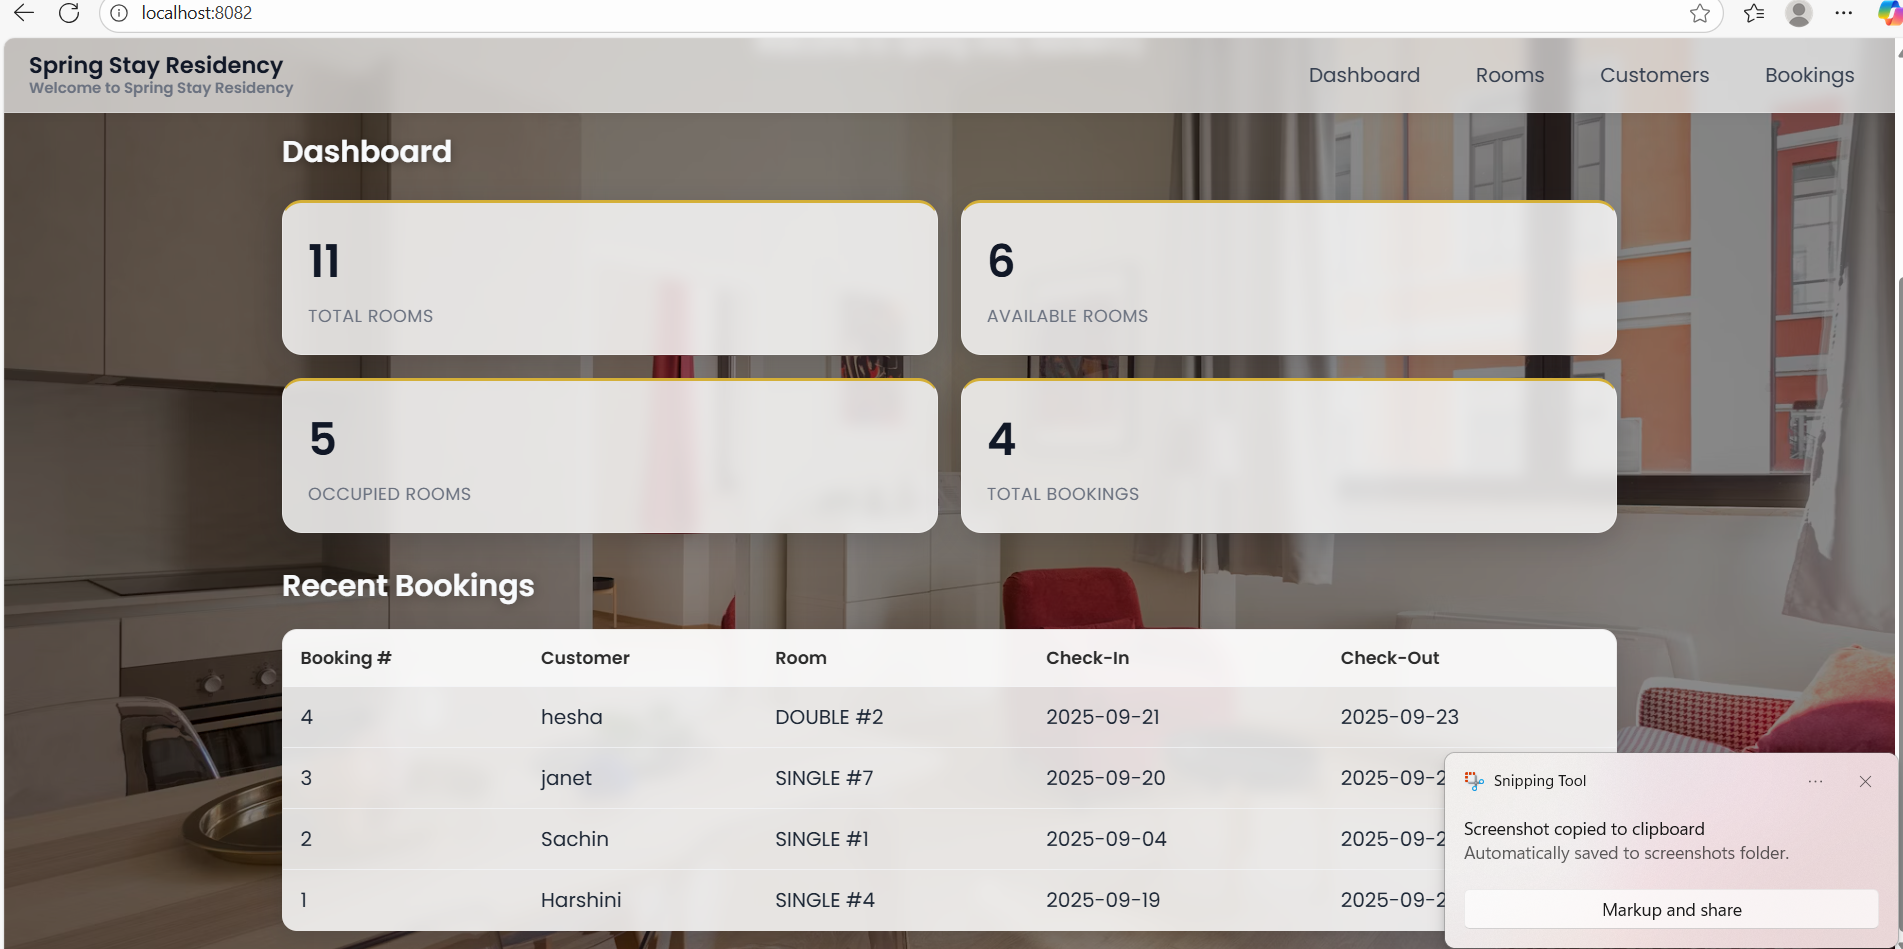 localhost:8082
Spring Stay Residency
Welcome to Spring Stay Residency
Dashboard Rooms Customers Bookings
Dashboard
11
TOTAL ROOMS
6
AVAILABLE ROOMS
5
OCCUPIED ROOMS
4
TOTAL BOOKINGS
Recent Bookings
Booking # Customer Room Check-In Check-Out
4 hesha DOUBLE #2 2025-09-21 2025-09-23
3 janet SINGLE #7 2025-09-20 2025-09-2
2 Sachin SINGLE #1 2025-09-04 2025-09-2
1 Harshini SINGLE #4 2025-09-19 2025-09-2
Snipping Tool
Screenshot copied to clipboard
Automatically saved to screenshots folder.
Markup and share